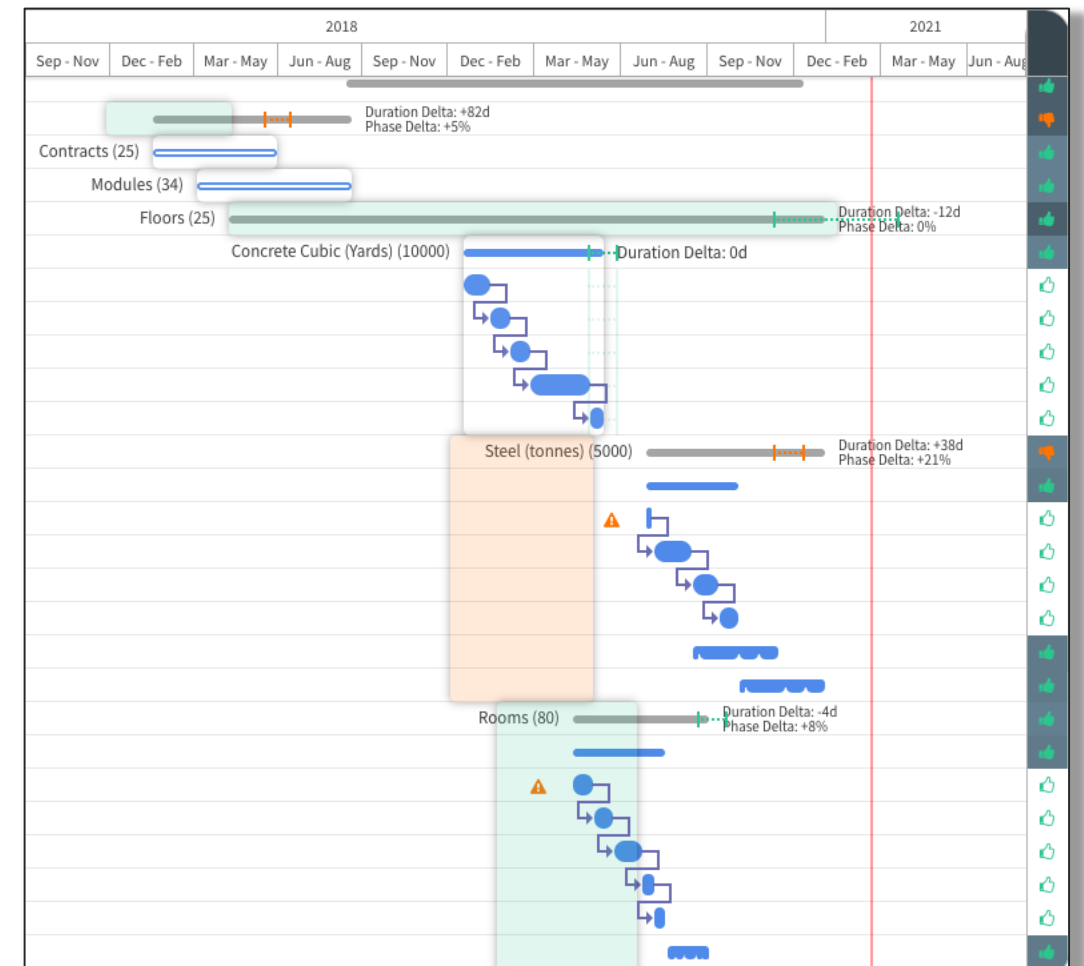 2018
2021
Sep - Nov
Dec - Feb
Mar - May
Jun - Aug
Sep - Nov
Dec - Feb
Mar - May
Jun - Aug
Sep - Nov
Dec - Feb
Mar - May
Jun - Aug
Duration Delta: +82d
Phase Delta: +5%
Contracts (25)
Modules (34)
Floors (25)
Duration Delta: -12d
Phase Delta: 0%
Concrete Cubic (Yards) (10000)
Duration Delta: 0d
Steel (tonnes) (5000)
Duration Delta: +38d
Phase Delta: +21%
Rooms (80)
Duration Delta: -4d
Phase Delta: +8%